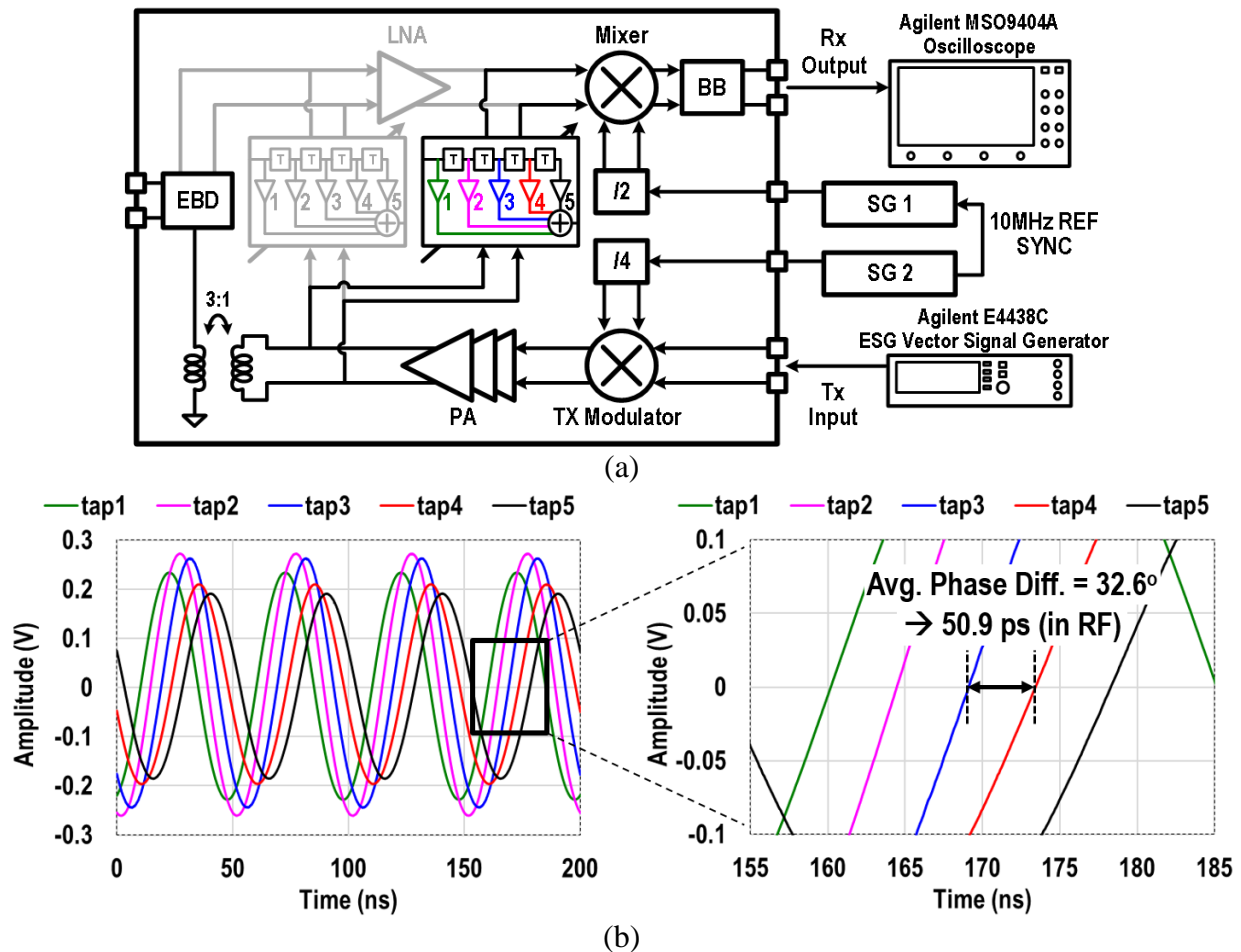 LNA
Mixer
Agilent MSO9404A
Oscilloscope
Rx
Output
BB
T T T T
1 2 3 4 5
T T T T
1 2 3 4 5
EBD
/2
SG 1
10MHz REF
SYNC
/4
SG 2
3:1
Agilent E4438C
ESG Vector Signal Generator
PA
TX Modulator
Tx
Input
(a)
tap1 tap2 tap3 tap4 tap5
tap1 tap2 tap3 tap4 tap5
Amplitude (V)
0.3
0.2
0.1
0
-0.1
-0.2
-0.3
0 50 100 150 200
Time (ns)
Amplitude (V)
0.1
0.05
0
-0.05
-0.1
Avg. Phase Diff. = 32.6º
→ 50.9 ps (in RF)
155 160 165 170 175 180 185
Time (ns)
(b)